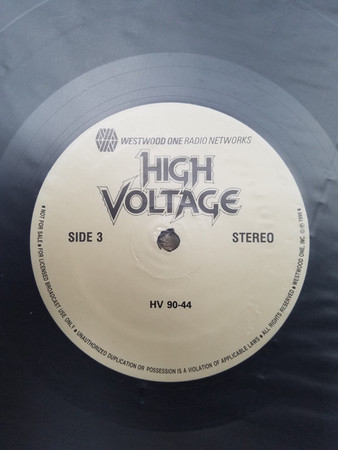 WESTWOOD ONE RADIO NETWORKS
HIGH
VOLTAGE
SIDE 3
STEREO
HV 90-44
• NOT FOR SALE • FOR LICENSED BROADCAST USE ONLY • UNAUTHORIZED DUPLICATION OR POSSESSION IS A VIOLATION OF APPLICABLE LAWS • ALL RIGHTS RESERVED • WESTWOOD ONE, INC. © ℗